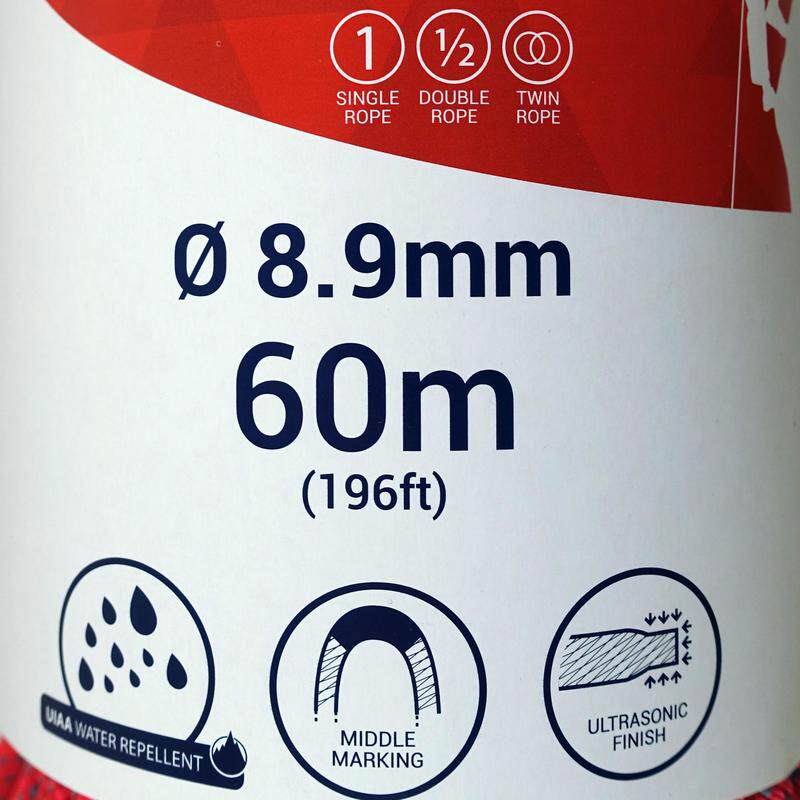 1 ½
SINGLE DOUBLE TWIN
ROPE ROPE ROPE
Ø 8.9mm
60m
(196ft)
UIAA WATER REPELLENT
MIDDLE
MARKING
ULTRASONIC
FINISH